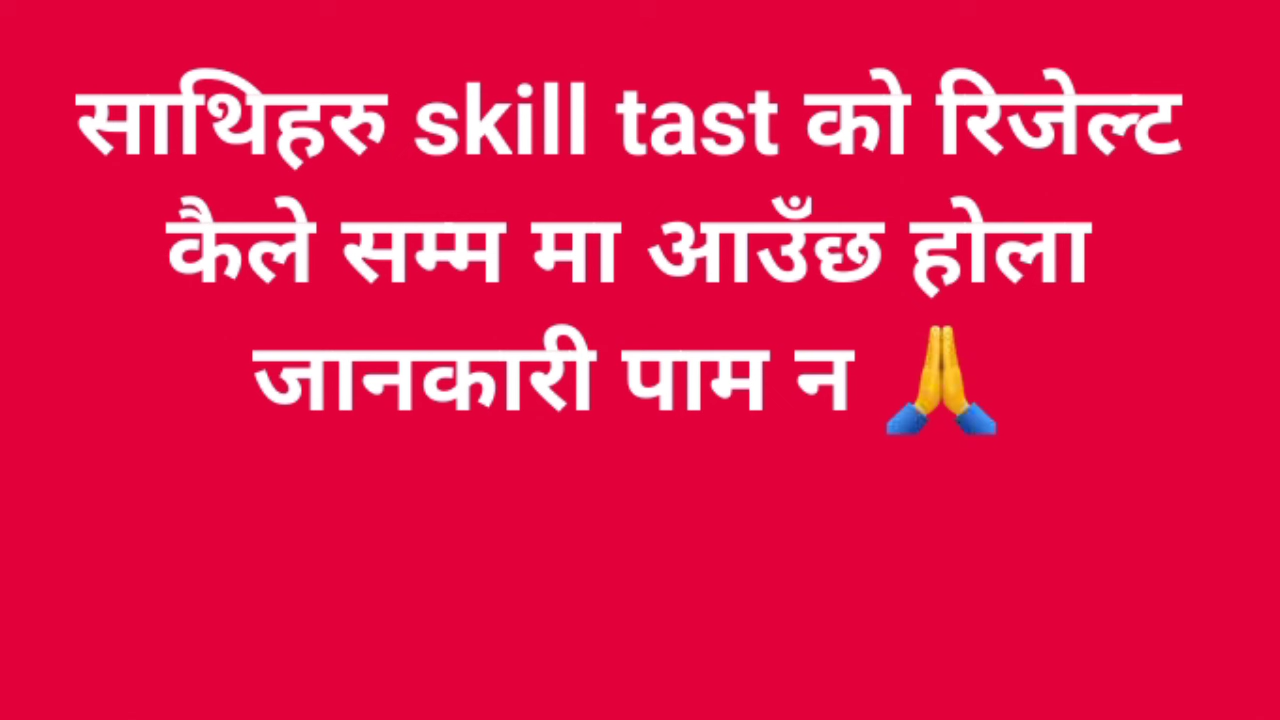 साथिहरु skill tast को रिजेल्ट
कैले सम्म मा आउँछ होला
जानकारी पाम न 🙏